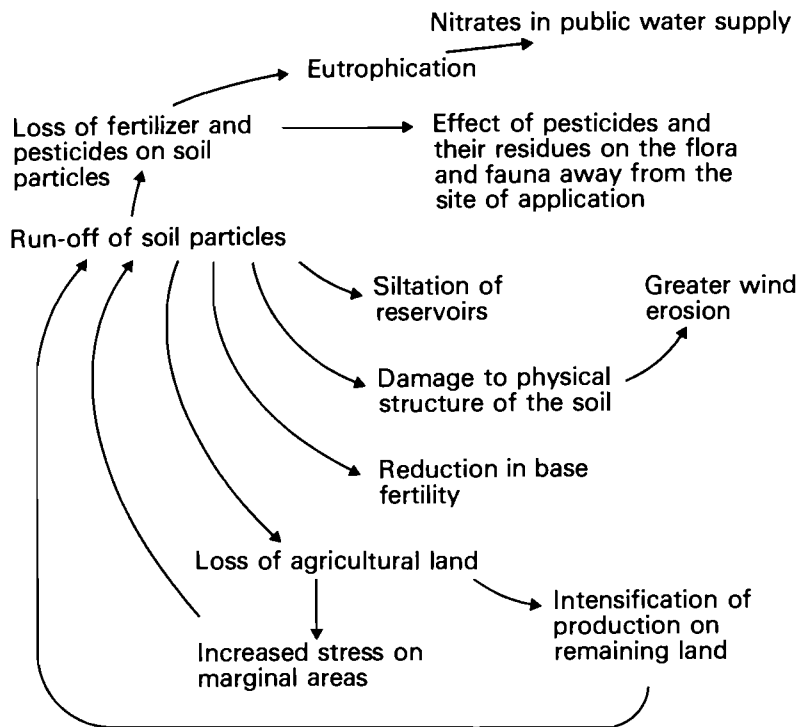 Nitrates in public water supply
Eutrophication
Loss of fertilizer and
pesticides on soil
particles
Effect of pesticides and
their residues on the flora
and fauna away from the
site of application
Run-off of soil particles
Siltation of
reservoirs
Greater wind
erosion
Damage to physical
structure of the soil
Reduction in base
fertility
Loss of agricultural land
Intensification of
production on
remaining land
Increased stress on
marginal areas